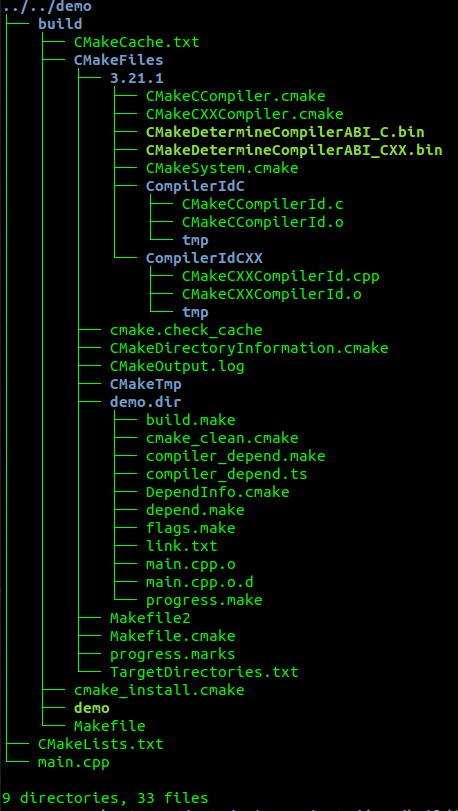 ../../demo
├── build
│   ├── CMakeCache.txt
│   ├── CMakeFiles
│   │   ├── 3.21.1
│   │   │   ├── CMakeCCompiler.cmake
│   │   │   ├── CMakeCXXCompiler.cmake
│   │   │   ├── CMakeDetermineCompilerABI_C.bin
│   │   │   ├── CMakeDetermineCompilerABI_CXX.bin
│   │   │   ├── CMakeSystem.cmake
│   │   │   ├── CompilerIdC
│   │   │   │   ├── CMakeCCompilerId.c
│   │   │   │   ├── CMakeCCompilerId.o
│   │   │   │   └── tmp
│   │   │   └── CompilerIdCXX
│   │   │       ├── CMakeCXXCompilerId.cpp
│   │   │       ├── CMakeCXXCompilerId.o
│   │   │       └── tmp
│   │   ├── cmake.check_cache
│   │   ├── CMakeDirectoryInformation.cmake
│   │   ├── CMakeOutput.log
│   │   ├── CMakeTmp
│   │   ├── demo.dir
│   │   │   ├── build.make
│   │   │   ├── cmake_clean.cmake
│   │   │   ├── compiler_depend.make
│   │   │   ├── compiler_depend.ts
│   │   │   ├── DependInfo.cmake
│   │   │   ├── depend.make
│   │   │   ├── flags.make
│   │   │   ├── link.txt
│   │   │   ├── main.cpp.o
│   │   │   ├── main.cpp.o.d
│   │   │   └── progress.make
│   │   ├── Makefile2
│   │   ├── Makefile.cmake
│   │   ├── progress.marks
│   │   └── TargetDirectories.txt
│   ├── cmake_install.cmake
│   ├── demo
│   └── Makefile
├── CMakeLists.txt
└── main.cpp
9 directories, 33 files